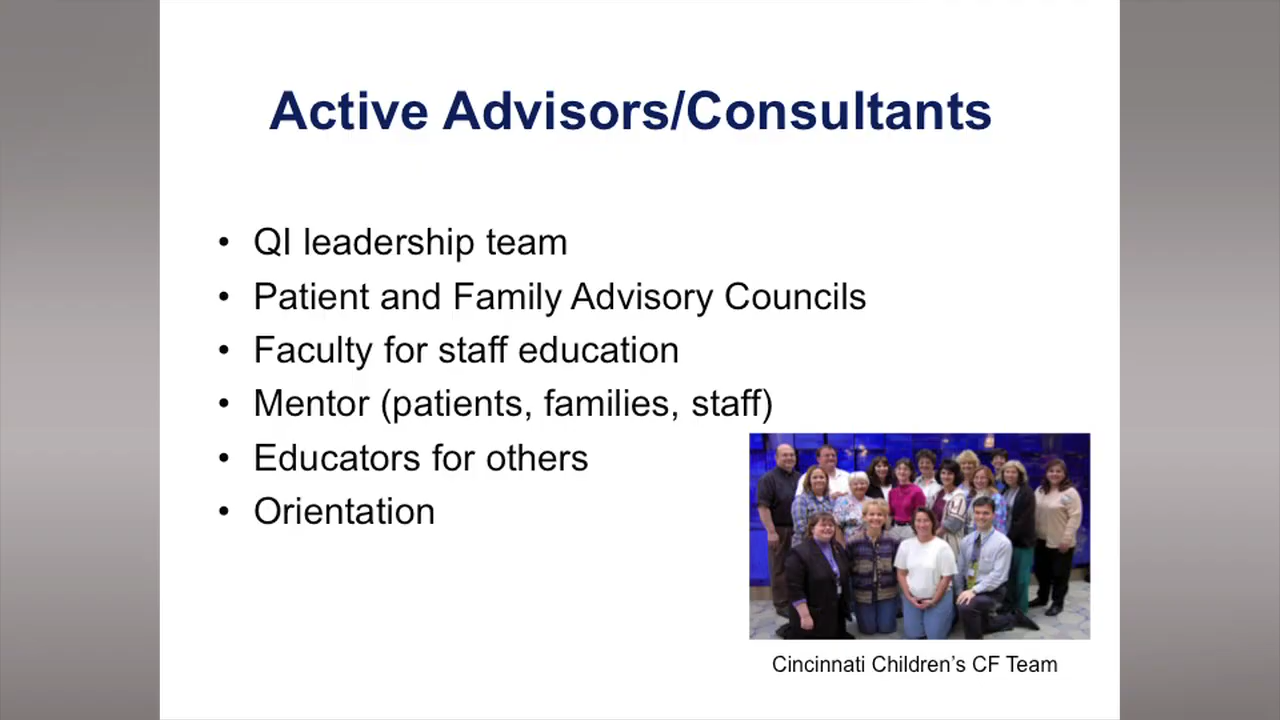 Active Advisors/Consultants
• QI leadership team
• Patient and Family Advisory Councils
• Faculty for staff education
• Mentor (patients, families, staff)
• Educators for others
• Orientation
Cincinnati Children’s CF Team